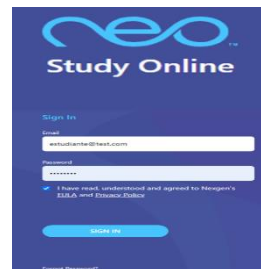 neo
™
Study Online
Sign In
Email
estudiante@test.com
Password
••••••••
I have read, understood and agreed to Nexgen's
EULA and Privacy Policy
SIGN IN
Forgot Password?